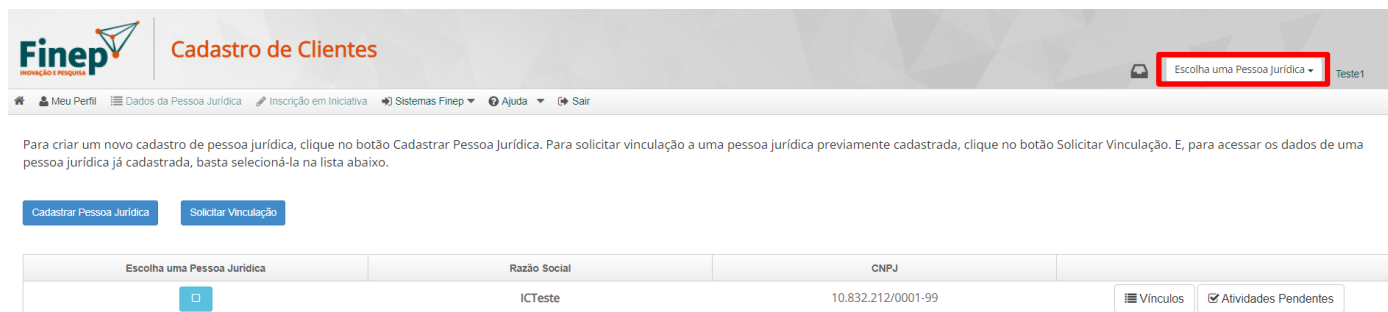 Finep
INOVAÇÃO E PESQUISA
Cadastro de Clientes
Escolha uma Pessoa Jurídica
Teste1
Meu Perfil Dados da Pessoa Jurídica Inscrição em Iniciativa Sistemas Finep Ajuda Sair
Para criar um novo cadastro de pessoa jurídica, clique no botão Cadastrar Pessoa Jurídica. Para solicitar vinculação a uma pessoa jurídica previamente cadastrada, clique no botão Solicitar Vinculação. E, para acessar os dados de uma
pessoa jurídica já cadastrada, basta selecioná-la na lista abaixo.
Cadastrar Pessoa Jurídica Solicitar Vinculação
Escolha uma Pessoa Jurídica Razão Social CNPJ
ICTeste 10.832.212/0001-99 Vínculos Atividades Pendentes